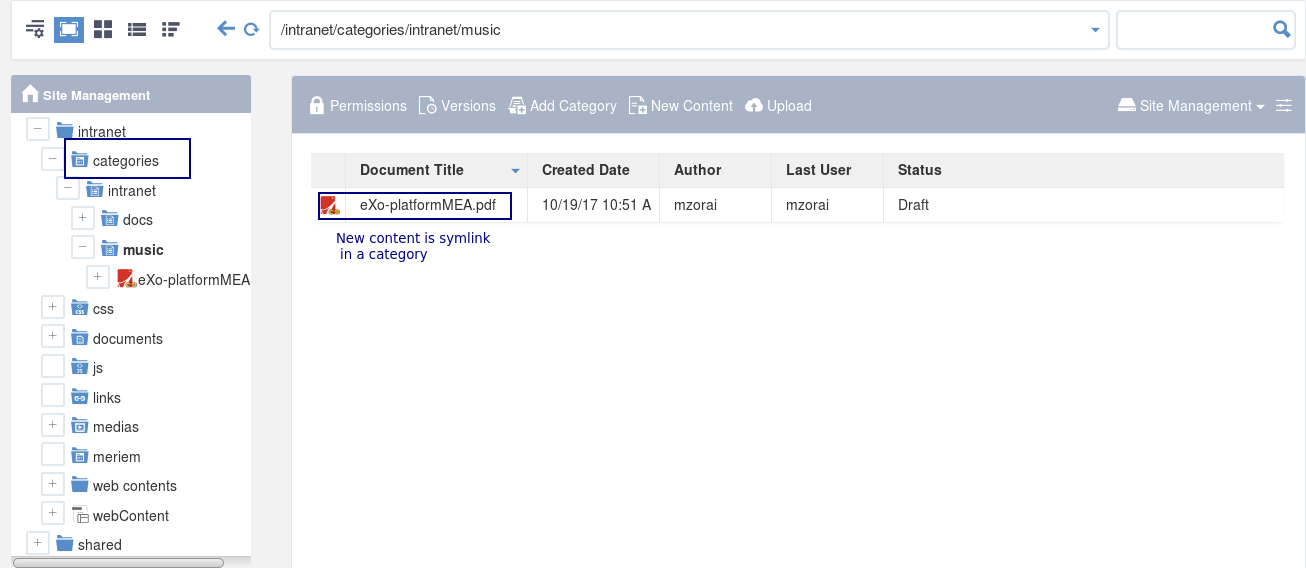 /intranet/categories/intranet/music
Site Management
intranet
categories
intranet
docs
music
eXo-platformMEA
css
documents
js
links
medias
meriem
web contents
webContent
shared
Permissions Versions Add Category New Content Upload Site Management
Document Title Created Date Author Last User Status
eXo-platformMEA.pdf 10/19/17 10:51 A mzorai mzorai Draft
New content is symlink
in a category